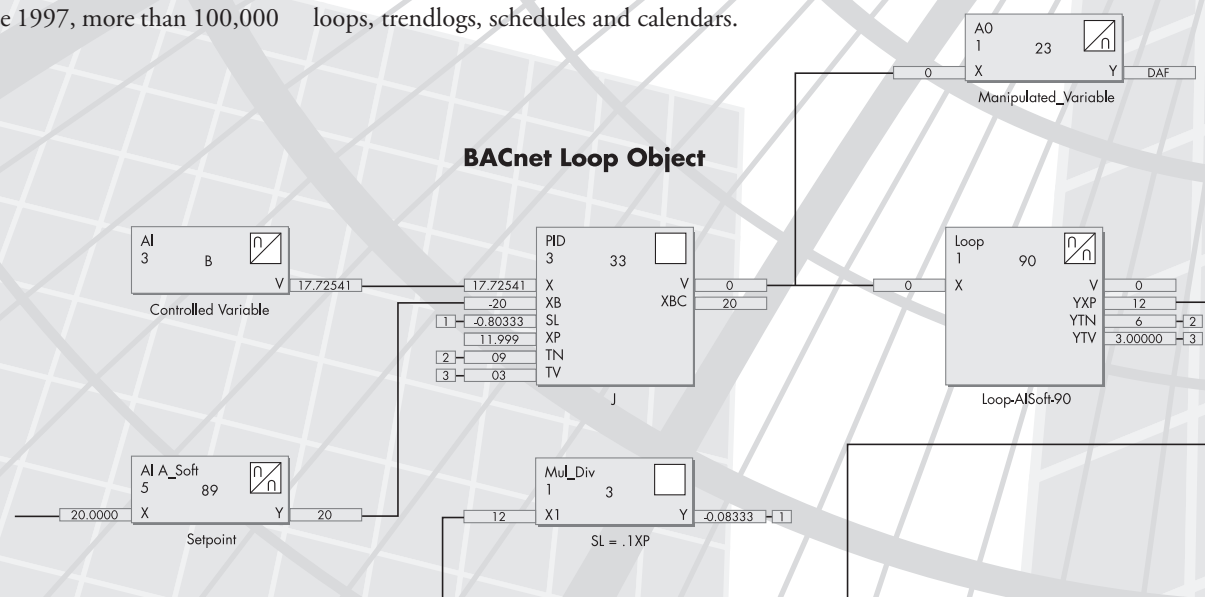 e 1997, more than 100,000
loops, trendlogs, schedules and calendars.
A0
1
23
X
Y
0
DAF
Manipulated_Variable
BACnet Loop Object
AI
3
B
n
V
17.72541
Controlled Variable
PID
3
33
17.72541
X
-20
XB
1
-0.80333
SL
11.999
XP
2
09
TN
3
03
TV
V
0
XBC
20
J
Loop
1
90
n
0
X
V
0
YXP
12
YTN
6
2
YTV
3.00000
3
Loop-AISoft-90
AI A_Soft
5
89
n
n
20.0000
X
Y
20
Setpoint
Mul_Div
1
3
12
X1
Y
-0.08333
1
SL = .1XP